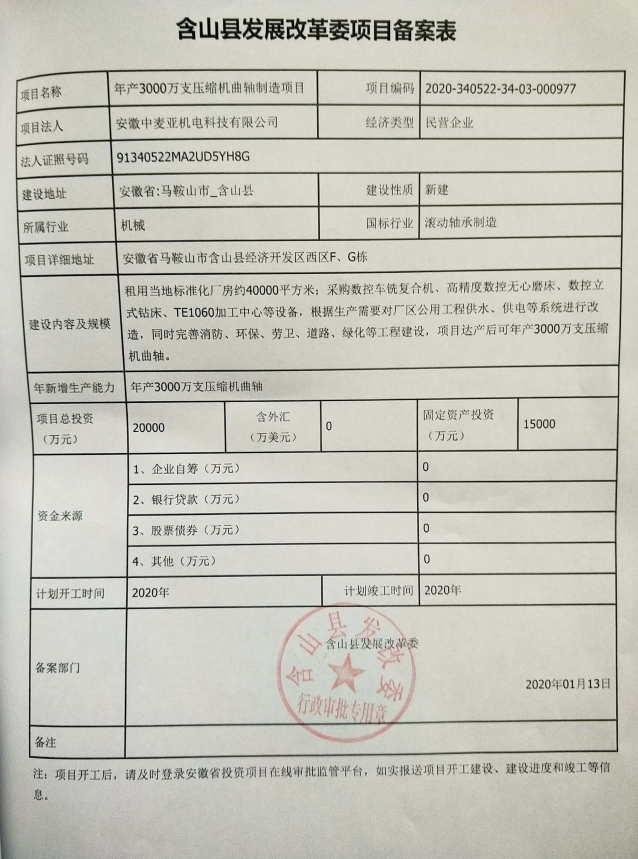 含山县发展改革委项目备案表
项目名称 年产3000万支压缩机曲轴制造项目 项目编码 2020-340522-34-03-000977
项目法人 安徽中麦亚机电科技有限公司 经济类型 民营企业
法人证照号码 91340522MA2UD5YH8G
建设地址 安徽省:马鞍山市_含山县 建设性质 新建
所属行业 机械 国标行业 滚动轴承制造
项目详细地址 安徽省马鞍山市含山县经济开发区西区F、G栋
建设内容及规模
租用当地标准化厂房约40000平方米；采购数控车铣复合机、高精度数控无心磨床、数控立
式钻床、TE1060加工中心等设备，根据生产需要对厂区公用工程供水、供电等系统进行改
造，同时完善消防、环保、劳卫、道路、绿化等工程建设，项目达产后可年产3000万支压缩
机曲轴。
年新增生产能力 年产3000万支压缩机曲轴
项目总投资
（万元）
20000
含外汇
（万美元）
0
固定资产投资
（万元）
15000
资金来源
1、企业自筹（万元） 0
2、银行贷款（万元） 0
3、股票债券（万元） 0
4、其他（万元） 0
计划开工时间 2020年 计划竣工时间 2020年
备案部门
含山县发展改革委
含山县发改委
行政审批专用章
2020年01月13日
备注
注：项目开工后，请及时登录安徽省投资项目在线审批监管平台，如实报送项目开工建设、建设进度和竣工等信
息。